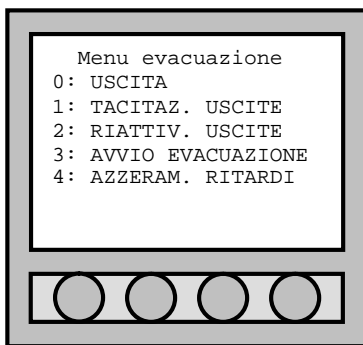 Menu evacuazione
0: USCITA
1: TACITAZ. USCITE
2: RIATTIV. USCITE
3: AVVIO EVACUAZIONE
4: AZZERAM. RITARDI